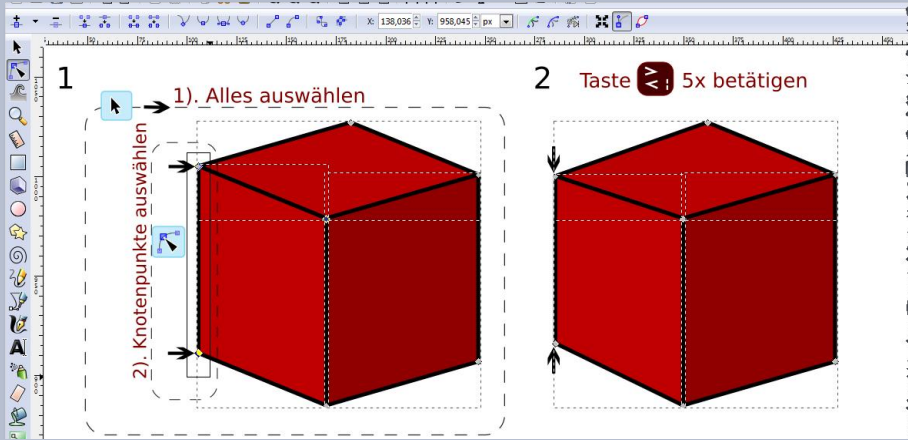 X: 138,036 Y: 958,045 px
1
1). Alles auswählen
2). Knotenpunkte auswählen
2
Taste > < | 5x betätigen